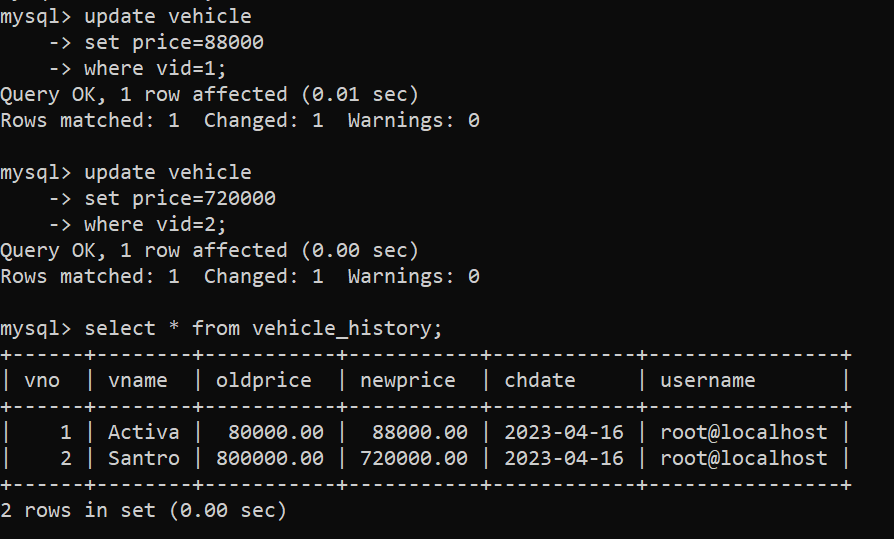 mysql> update vehicle
    -> set price=88000
    -> where vid=1;
Query OK, 1 row affected (0.01 sec)
Rows matched: 1  Changed: 1  Warnings: 0

mysql> update vehicle
    -> set price=720000
    -> where vid=2;
Query OK, 1 row affected (0.00 sec)
Rows matched: 1  Changed: 1  Warnings: 0

mysql> select * from vehicle_history;
+------+--------+-----------+-----------+------------+----------------+
| vno  | vname  | oldprice  | newprice  | chdate     | username       |
+------+--------+-----------+-----------+------------+----------------+
|    1 | Activa |  80000.00 |  88000.00 | 2023-04-16 | root@localhost |
|    2 | Santro | 800000.00 | 720000.00 | 2023-04-16 | root@localhost |
+------+--------+-----------+-----------+------------+----------------+
2 rows in set (0.00 sec)